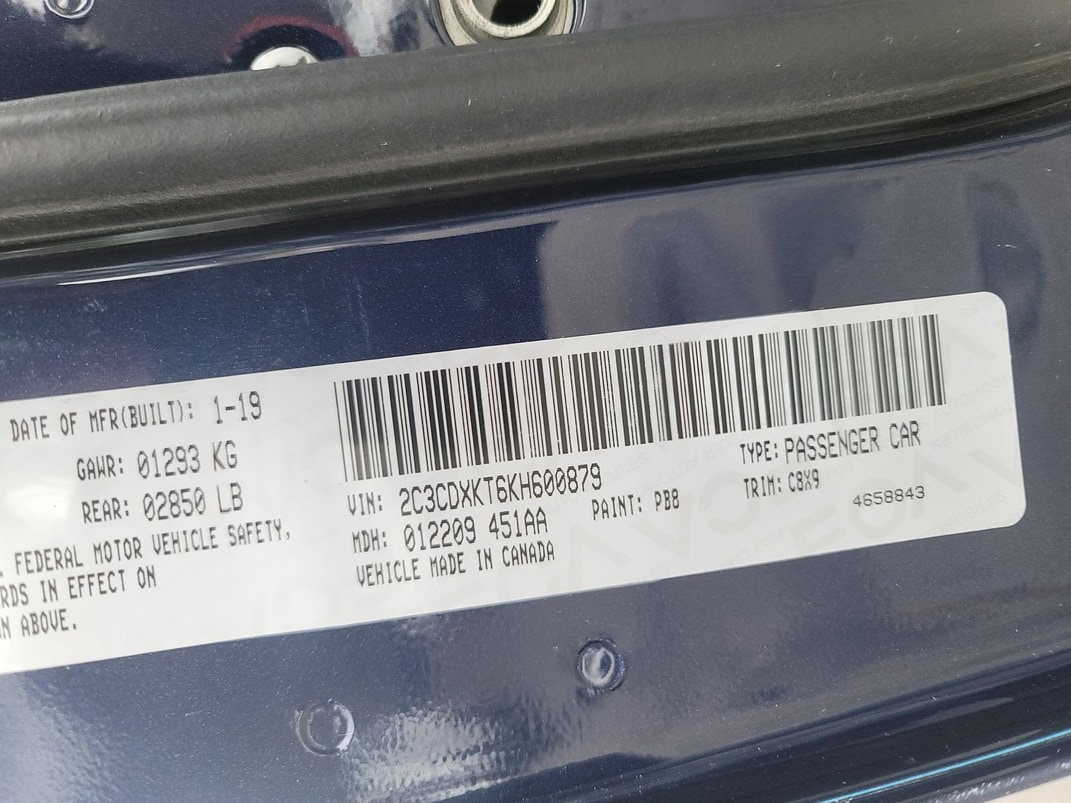 DATE OF MFR(BUILT): 1-19
GAWR: 01293 KG
REAR: 02850 LB
FEDERAL MOTOR VEHICLE SAFETY,
RDS IN EFFECT ON
N ABOVE.
VIN: 2C3CDXKT6KH600879
TYPE: PASSENGER CAR
MDH: 012209 451AA
PAINT: PB8
TRIM: C8X9
VEHICLE MADE IN CANADA
4658843